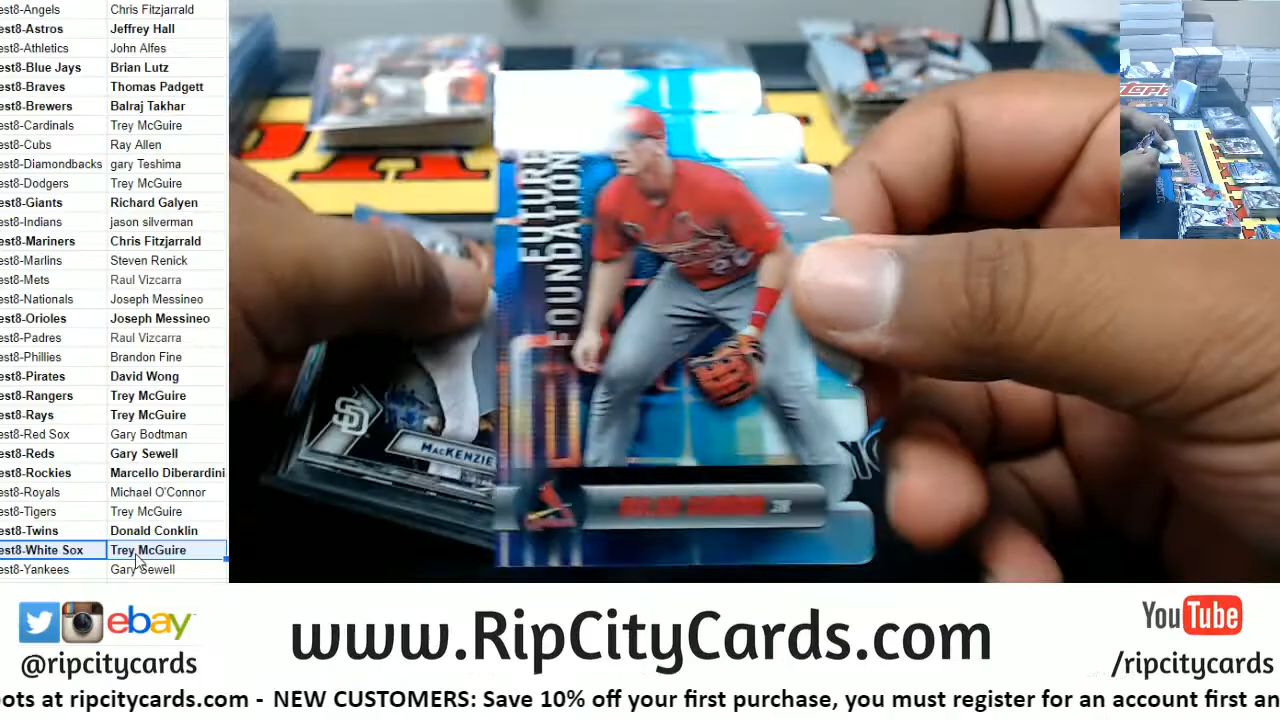 est8-Angels Chris Fitzjarrald
est8-Astros Jeffrey Hall
est8-Athletics John Alfes
est8-Blue Jays Brian Lutz
est8-Braves Thomas Padgett
est8-Brewers Balraj Takhar
est8-Cardinals Trey McGuire
est8-Cubs Ray Allen
est8-Diamondbacks gary Teshima
est8-Dodgers Trey McGuire
est8-Giants Richard Galyen
est8-Indians jason silverman
est8-Mariners Chris Fitzjarrald
est8-Marlins Steven Renick
est8-Mets Raul Vizcarra
est8-Nationals Joseph Messineo
est8-Orioles Joseph Messineo
est8-Padres Raul Vizcarra
est8-Phillies Brandon Fine
est8-Pirates David Wong
est8-Rangers Trey McGuire
est8-Rays Trey McGuire
est8-Red Sox Gary Bodtman
est8-Reds Gary Sewell
est8-Rockies Marcello Diberardini
est8-Royals Michael O'Connor
est8-Tigers Trey McGuire
est8-Twins Donald Conklin
est8-White Sox Trey McGuire
est8-Yankees Gary Sewell
FUTURE
FOUNDATION
MACKENZIE
ebay
@ripcitycards
www.RipCityCards.com
YouTube
/ripcitycards
ots at ripcitycards.com - NEW CUSTOMERS: Save 10% off your first purchase, you must register for an account first an